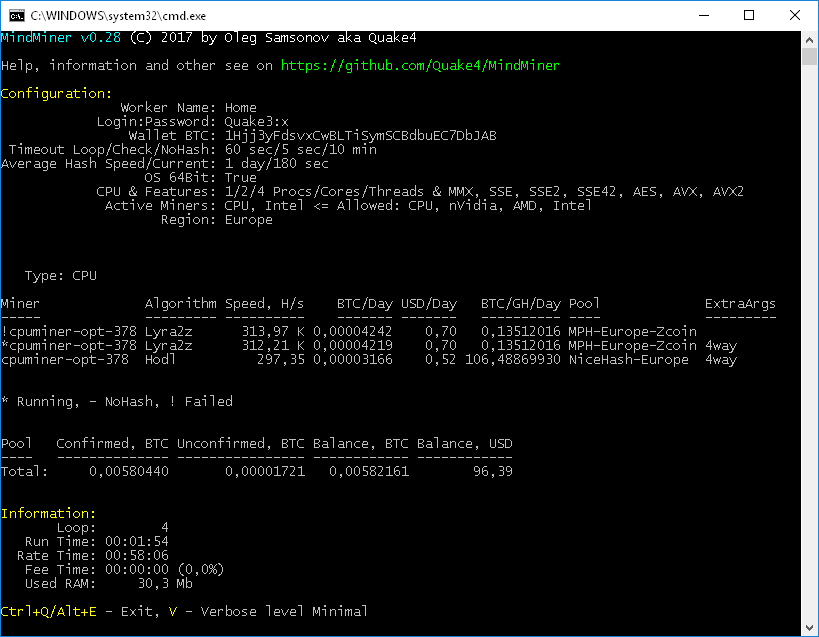 C:\WINDOWS\system32\cmd.exe
MindMiner v0.28 (C) 2017 by Oleg Samsonov aka Quake4
Help, information and other see on https://github.com/Quake4/MindMiner
Configuration:
Worker Name: Home
Login:Password: Quake3:x
Wallet BTC: 1Hjj3yFdsvxCwBLTiSymSCBdbuEC7DbJAB
Timeout Loop/Check/NoHash: 60 sec/5 sec/10 min
Average Hash Speed/Current: 1 day/180 sec
OS 64Bit: True
CPU & Features: 1/2/4 Procs/Cores/Threads & MMX, SSE, SSE2, SSE42, AES, AVX, AVX2
Active Miners: CPU, Intel <= Allowed: CPU, nVidia, AMD, Intel
Region: Europe
Type: CPU
Miner Algorithm Speed, H/s BTC/Day USD/Day BTC/GH/Day Pool ExtraArgs
----- --------- ---------- ------- ------- ---------- ---- ---------
!cpuminer-opt-378 Lyra2z 313,97 K 0,00004242 0,70 0,13512016 MPH-Europe-Zcoin
*cpuminer-opt-378 Lyra2z 312,21 K 0,00004219 0,70 0,13512016 MPH-Europe-Zcoin 4way
cpuminer-opt-378 Hodl 297,35 0,00003166 0,52 106,48869930 NiceHash-Europe 4way
* Running, - NoHash, ! Failed
Pool Confirmed, BTC Unconfirmed, BTC Balance, BTC Balance, USD
---- -------------- ---------------- ------------ ------------
Total: 0,00580440 0,00001721 0,00582161 96,39
Information:
Loop: 4
Run Time: 00:01:54
Rate Time: 00:58:06
Fee Time: 00:00:00 (0,0%)
Used RAM: 30,3 Mb
Ctrl+Q/Alt+E - Exit, V - Verbose level Minimal